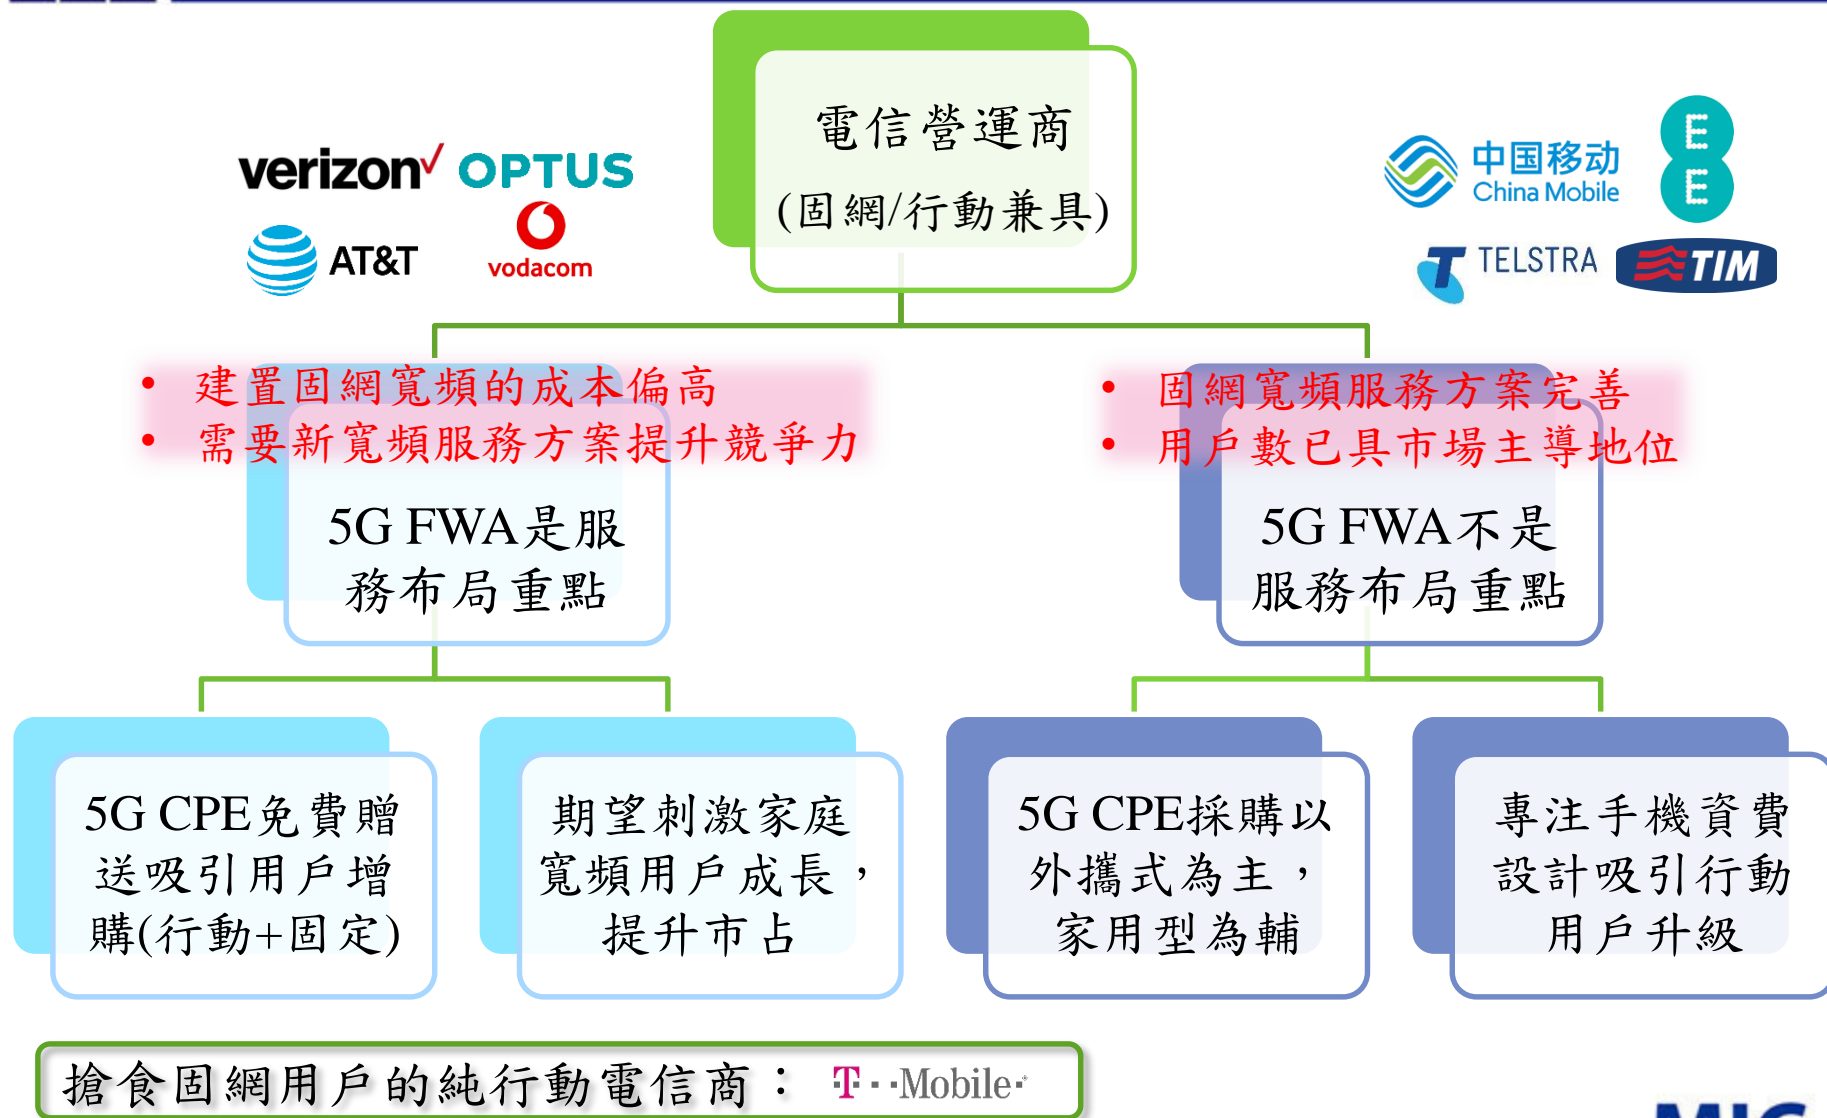 電信營運商
(固網/行動兼具)
verizon
OPTUS
AT&T
vodacom
中国移动
China Mobile
EE
TELSTRA
TIM
• 建置固網寬頻的成本偏高
• 需要新寬頻服務方案提升競爭力
• 固網寬頻服務方案完善
• 用戶數已具市場主導地位
5G FWA是服
務布局重點
5G FWA不是
服務布局重點
5G CPE免費贈
送吸引用戶增
購(行動+固定)
期望刺激家庭
寬頻用戶成長，
提升市占
5G CPE採購以
外攜式為主，
家用型為輔
專注手機資費
設計吸引行動
用戶升級
搶食固網用戶的純行動電信商： T··Mobile·